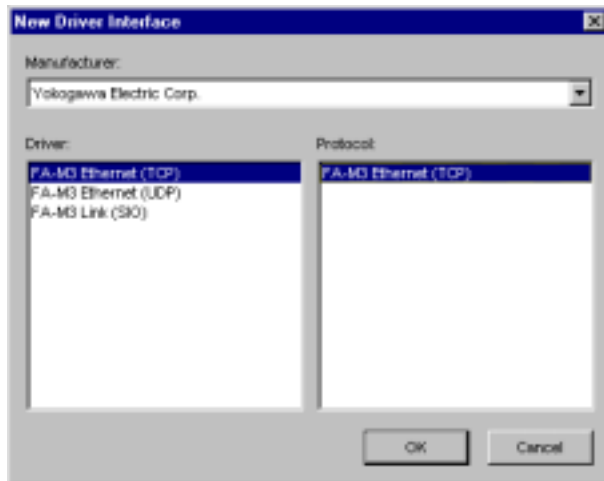 New Driver Interface
Manufacturer:
Yokogawa Electric Corp.
Driver:
Protocol:
FA-M3 Ethernet (TCP)
FA-M3 Ethernet (UDP)
FA-M3 Link (SIO)
FA-M3 Ethernet (TCP)
OK
Cancel